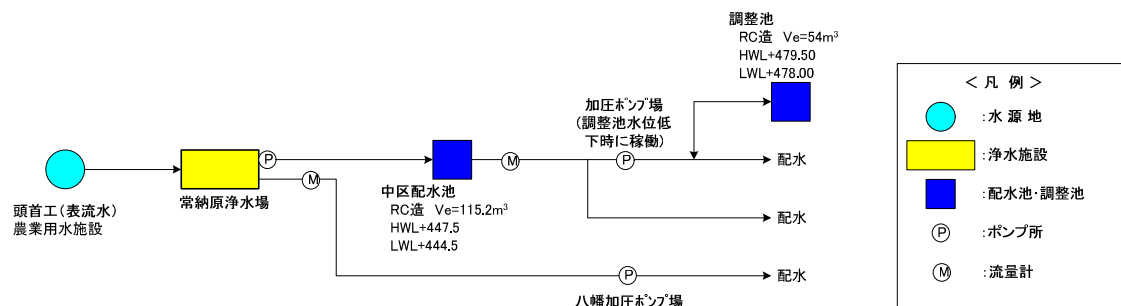 調整池
RC造 Ve=54m³
HWL+479.50
LWL+478.00
加圧ポンプ場
(調整池水位低
下時に稼働)
P
M
P
配水
頭首工(表流水)
農業用水施設
常納原浄水場
M
中区配水池
RC造 Ve=115.2m³
HWL+447.5
LWL+444.5
配水
P
配水
八幡加圧ポンプ場
<凡例>
:水源地
:浄水施設
:配水池・調整池
P :ポンプ所
M :流量計